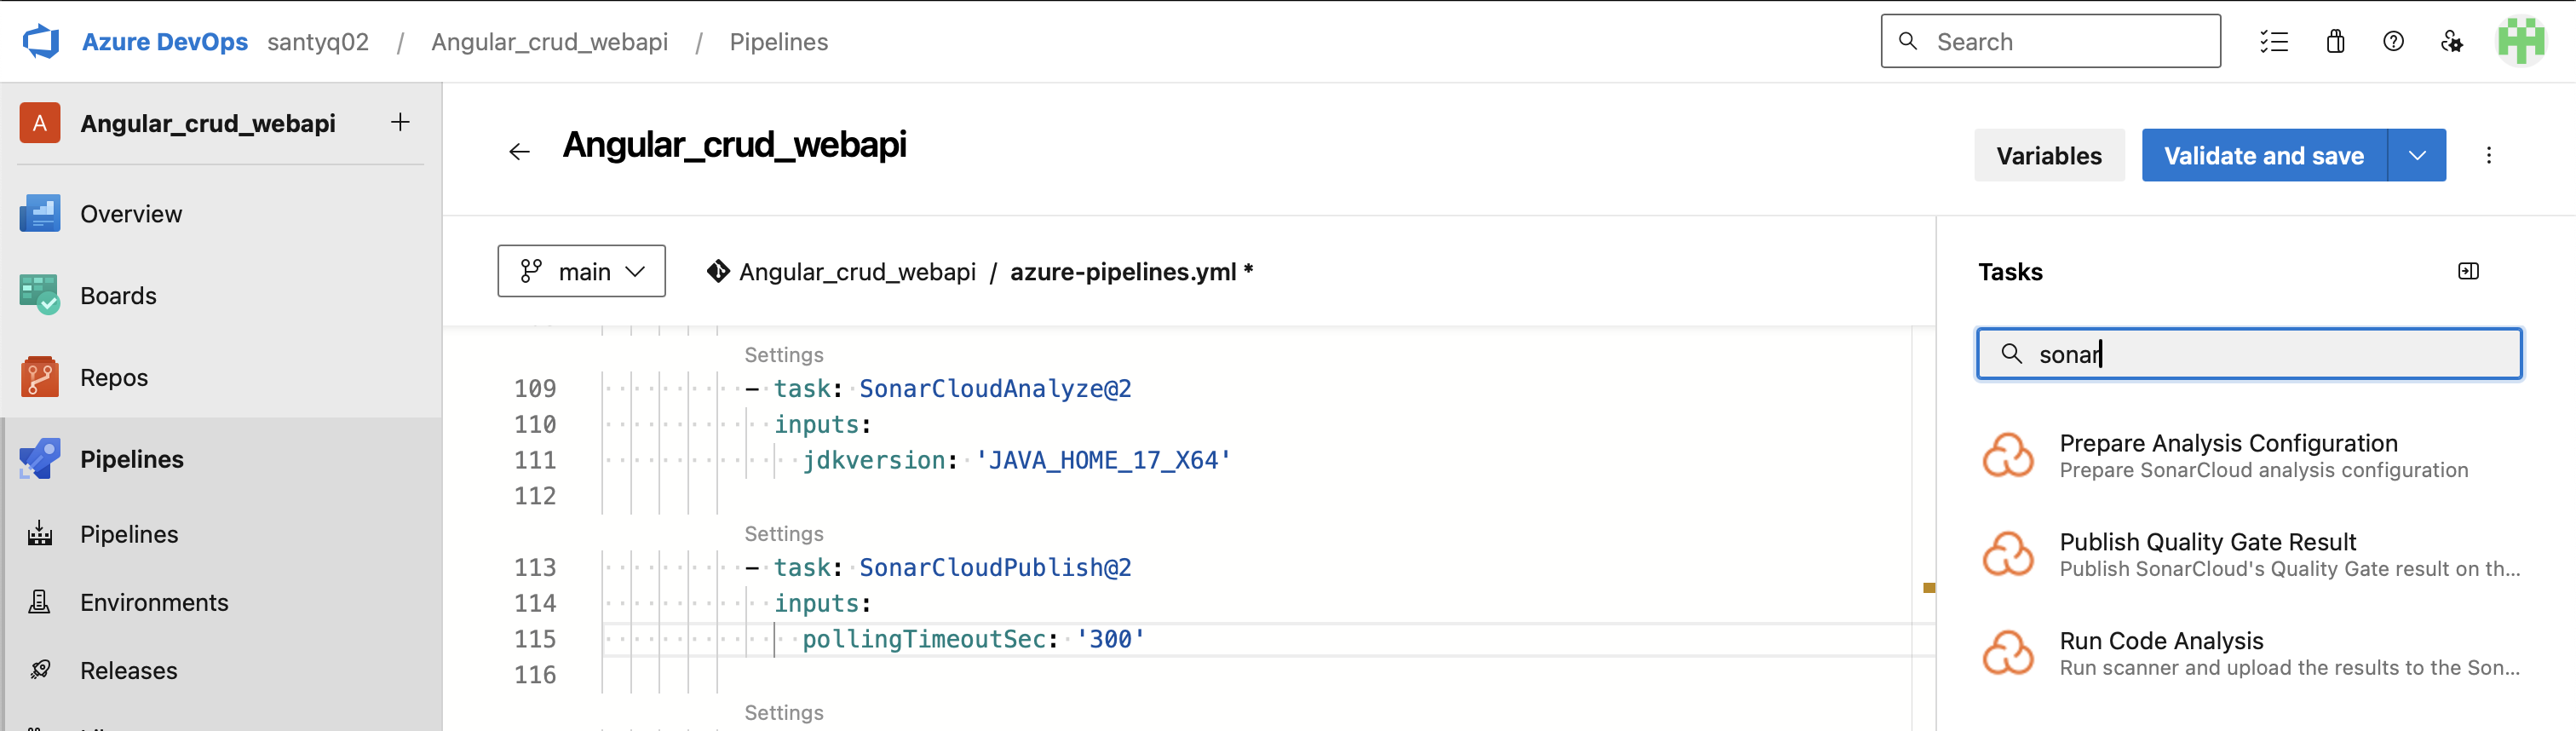 Azure DevOps santyq02 / Angular_crud_webapi / Pipelines
Search
A Angular_crud_webapi +
Overview
Boards
Repos
Pipelines
Pipelines
Environments
Releases
Angular_crud_webapi
Variables
Validate and save
main
Angular_crud_webapi / azure-pipelines.yml *
Settings
109 - task: SonarCloudAnalyze@2
110 inputs:
111 jdkversion: 'JAVA_HOME_17_X64'
112
Settings
113 - task: SonarCloudPublish@2
114 inputs:
115 pollingTimeoutSec: '300'
116
Settings
Tasks
sonar
Prepare Analysis Configuration
Prepare SonarCloud analysis configuration
Publish Quality Gate Result
Publish SonarCloud's Quality Gate result on th...
Run Code Analysis
Run scanner and upload the results to the Son...